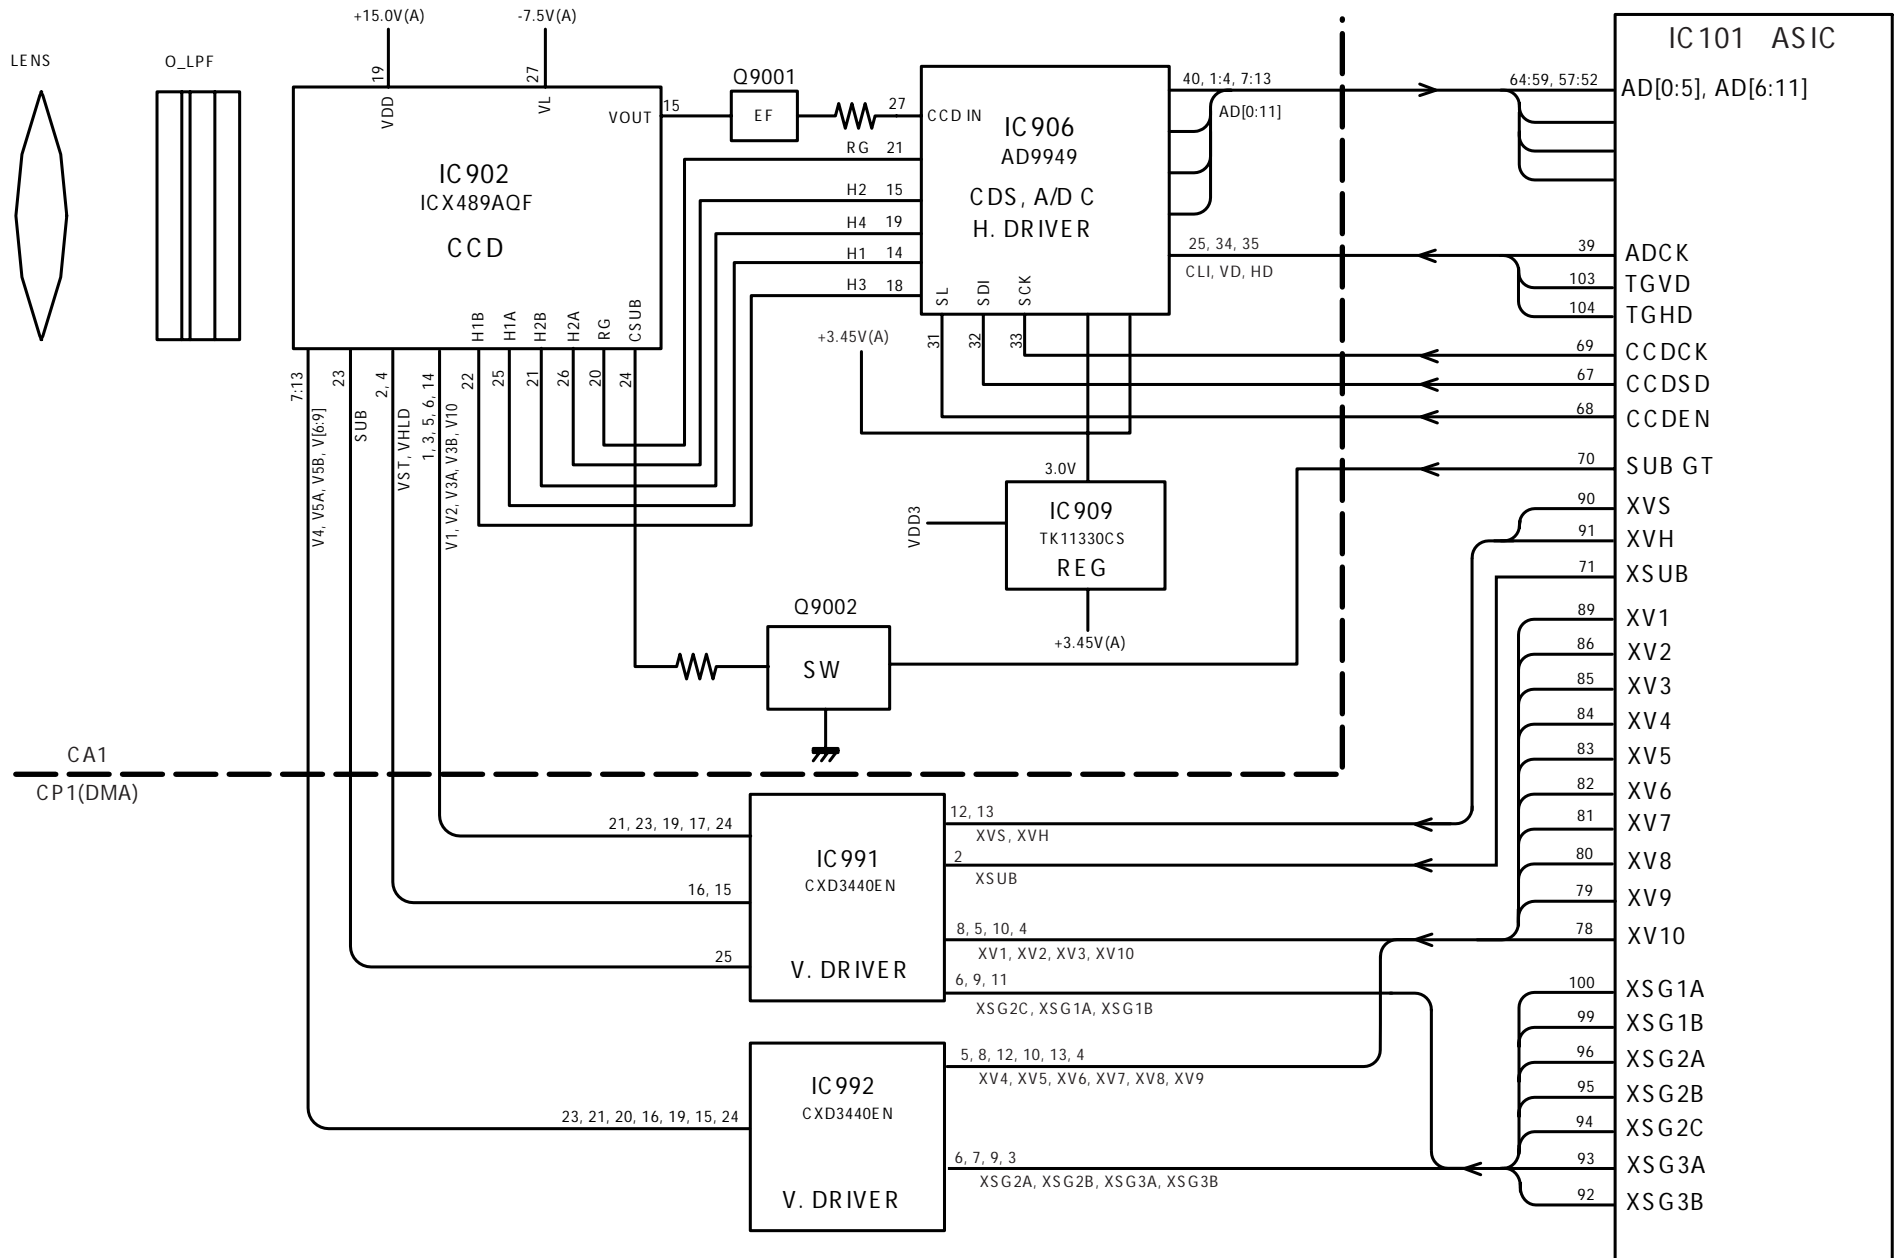 +15.0V(A)
-7.5V(A)
LENS
O_LPF
19
VDD
27
VL
VOUT
15
IC902
ICX489AQF
CCD
H1B
H1A
H2B
H2A
RG
CSUB
7:13
23
2, 4
1, 3, 5, 6, 14
22
25
21
26
20
24
V4, V5A, V5B, V[6:9]
SUB
VST, VHLD
V1, V2, V3A, V3B, V10
Q9001
EF
27
CCD IN
RG 21
H2 15
H4 19
H1 14
H3 18
IC906
AD9949
CDS, A/D C
H. DRIVER
SL
SDI
SCK
31
32
33
40, 1:4, 7:13
AD[0:11]
25, 34, 35
CLI, VD, HD
+3.45V(A)
3.0V
VDD3
IC909
TK11330CS
REG
+3.45V(A)
Q9002
SW
CA1
CP1(DMA)
21, 23, 19, 17, 24
16, 15
25
IC991
CXD3440EN
V. DRIVER
12, 13
XVS, XVH
2
XSUB
8, 5, 10, 4
XV1, XV2, XV3, XV10
6, 9, 11
XSG2C, XSG1A, XSG1B
23, 21, 20, 16, 19, 15, 24
IC992
CXD3440EN
V. DRIVER
5, 8, 12, 10, 13, 4
XV4, XV5, XV6, XV7, XV8, XV9
6, 7, 9, 3
XSG2A, XSG2B, XSG3A, XSG3B
IC101 ASIC
64:59, 57:52 AD[0:5], AD[6:11]
39 ADCK
103 TGVD
104 TGHD
69 CCDCK
67 CCDSD
68 CCDEN
70 SUB GT
90 XVS
91 XVH
71 XSUB
89 XV1
86 XV2
85 XV3
84 XV4
83 XV5
82 XV6
81 XV7
80 XV8
79 XV9
78 XV10
100 XSG1A
99 XSG1B
96 XSG2A
95 XSG2B
94 XSG2C
93 XSG3A
92 XSG3B